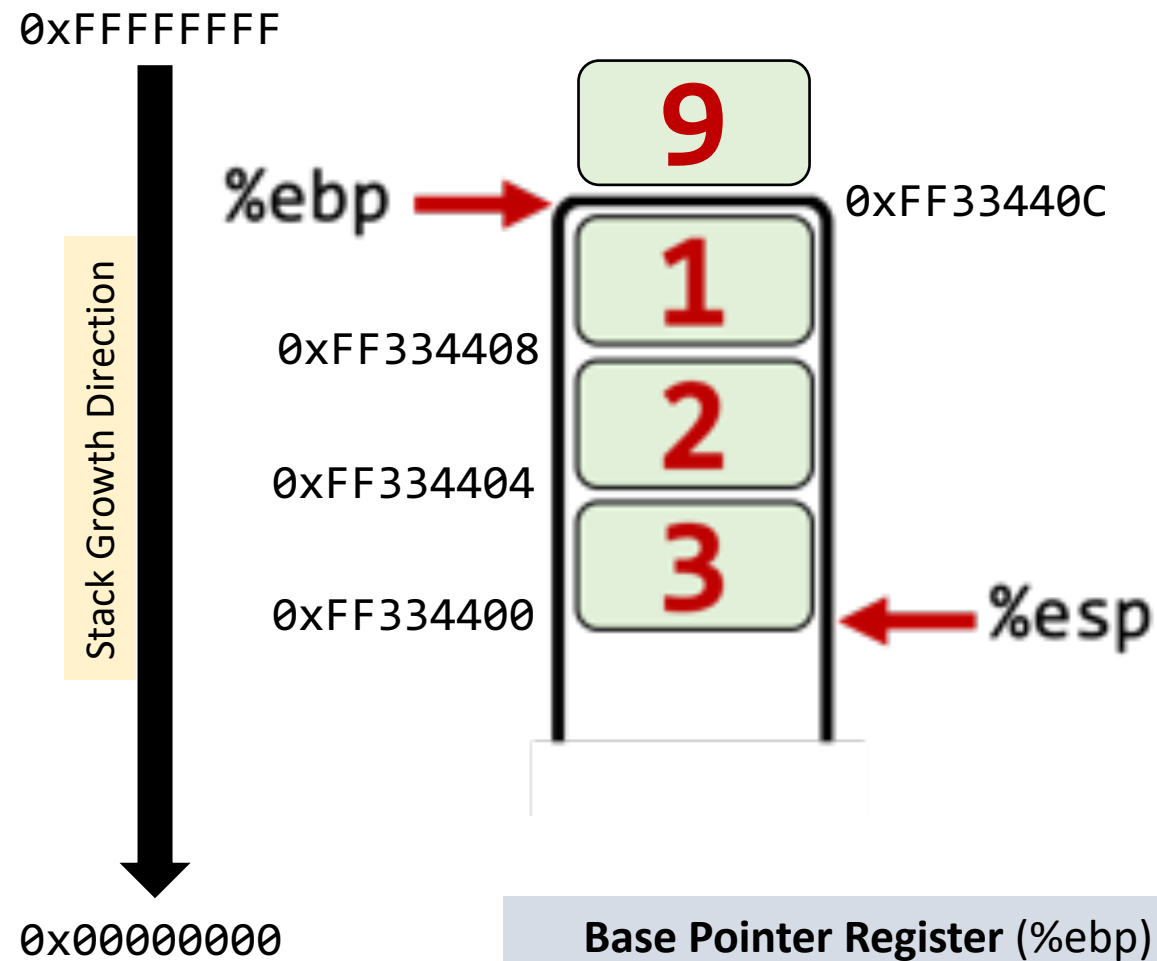 0xFFFFFFFF
9
%ebp
0xFF33440C
1
0xFF334408
2
0xFF334404
3
0xFF334400
%esp
Stack Growth Direction
0x00000000
Base Pointer Register (%ebp)